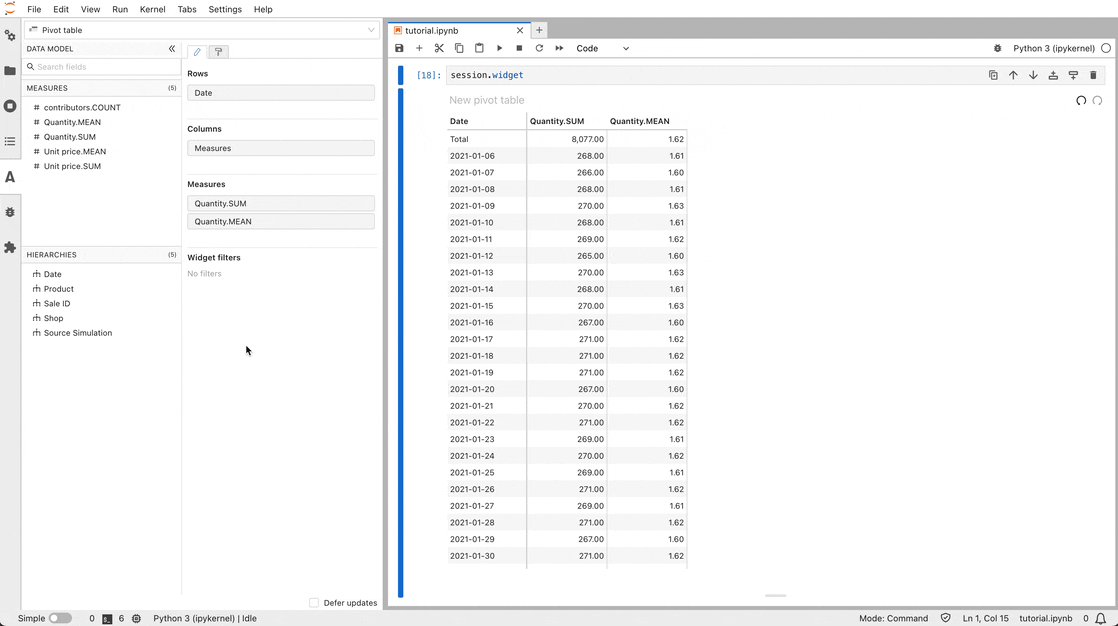 File Edit View Run Kernel Tabs Settings Help
Pivot table
DATA MODEL
Search fields
MEASURES (5)
# contributors.COUNT
# Quantity.MEAN
# Quantity.SUM
# Unit price.MEAN
# Unit price.SUM
HIERARCHIES (5)
Date
Product
Sale ID
Shop
Source Simulation
Rows
Date
Columns
Measures
Measures
Quantity.SUM
Quantity.MEAN
Widget filters
No filters
Defer updates
tutorial.ipynb
Code
Python 3 (ipykernel)
[18]: session.widget
New pivot table
Date Quantity.SUM Quantity.MEAN
Total 8,077.00 1.62
2021-01-06 268.00 1.61
2021-01-07 266.00 1.60
2021-01-08 268.00 1.61
2021-01-09 270.00 1.63
2021-01-10 268.00 1.61
2021-01-11 269.00 1.62
2021-01-12 265.00 1.60
2021-01-13 270.00 1.63
2021-01-14 268.00 1.61
2021-01-15 270.00 1.63
2021-01-16 267.00 1.60
2021-01-17 271.00 1.62
2021-01-18 271.00 1.62
2021-01-19 271.00 1.62
2021-01-20 267.00 1.60
2021-01-21 270.00 1.62
2021-01-22 271.00 1.62
2021-01-23 269.00 1.61
2021-01-24 270.00 1.62
2021-01-25 269.00 1.61
2021-01-26 271.00 1.62
2021-01-27 269.00 1.61
2021-01-28 271.00 1.62
2021-01-29 267.00 1.60
2021-01-30 271.00 1.62
Simple 0 6 Python 3 (ipykernel) | Idle Mode: Command Ln 1, Col 15 tutorial.ipynb 0